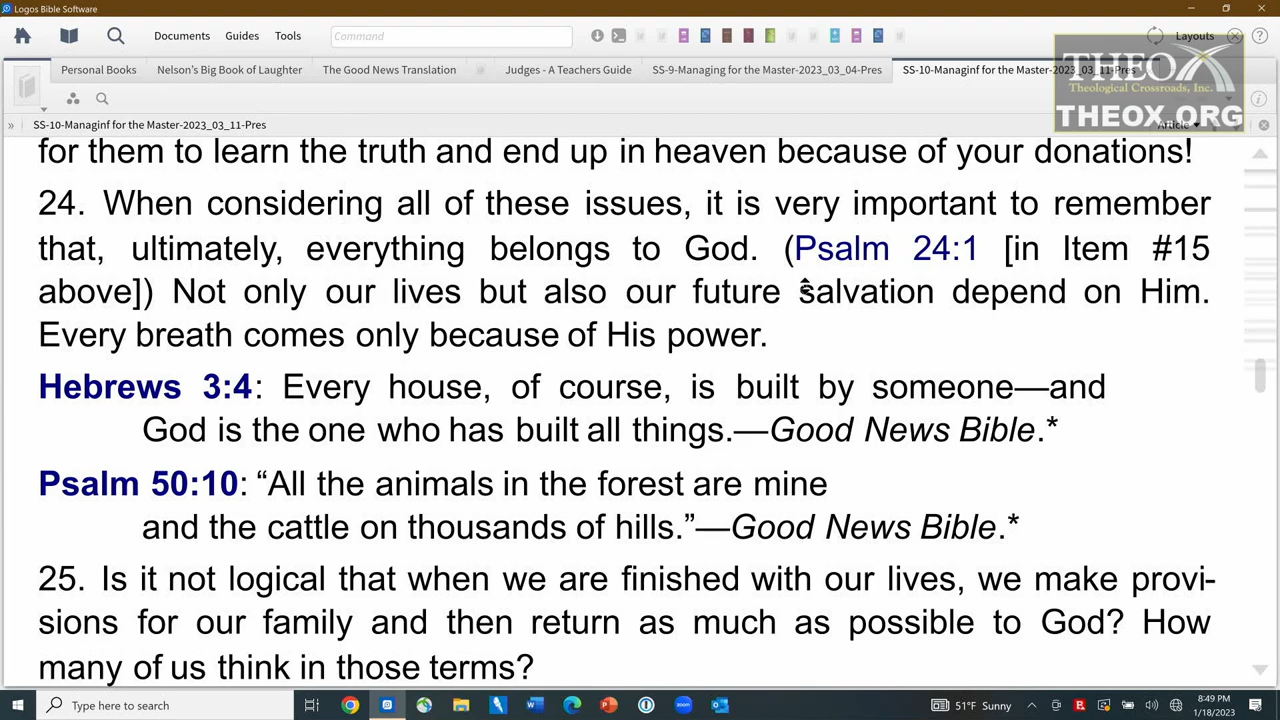 Logos Bible Software
Documents Guides Tools Command Layouts
Personal Books Nelson's Big Book of Laughter The Go Judges - A Teachers Guide SS-9-Managing for the Master-2023_03_04-Pres SS-10-Managinf for the Master-2023_03_11-Pres
THEOX
Theological Crossroads, Inc.
THEOX.ORG
SS-10-Managinf for the Master-2023_03_11-Pres Article
for them to learn the truth and end up in heaven because of your donations!
24. When considering all of these issues, it is very important to remember
that, ultimately, everything belongs to God. (Psalm 24:1 [in Item #15
above]) Not only our lives but also our future salvation depend on Him.
Every breath comes only because of His power.
Hebrews 3:4: Every house, of course, is built by someone—and
God is the one who has built all things.—Good News Bible.*
Psalm 50:10: “All the animals in the forest are mine
and the cattle on thousands of hills.”—Good News Bible.*
25. Is it not logical that when we are finished with our lives, we make provi-
sions for our family and then return as much as possible to God? How
many of us think in those terms?
Type here to search 51°F Sunny 8:49 PM
1/18/2023